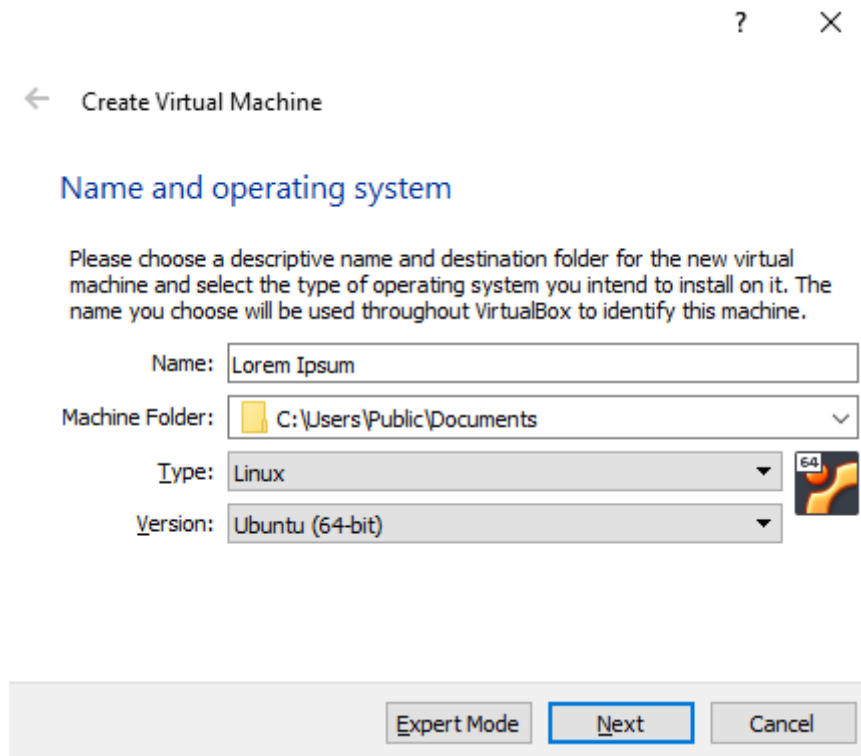 ?
Create Virtual Machine
Name and operating system
Please choose a descriptive name and destination folder for the new virtual
machine and select the type of operating system you intend to install on it. The
name you choose will be used throughout VirtualBox to identify this machine.
Name: Lorem Ipsum
Machine Folder: C:\Users\Public\Documents
Type: Linux
64
Version: Ubuntu (64-bit)
Expert Mode Next Cancel